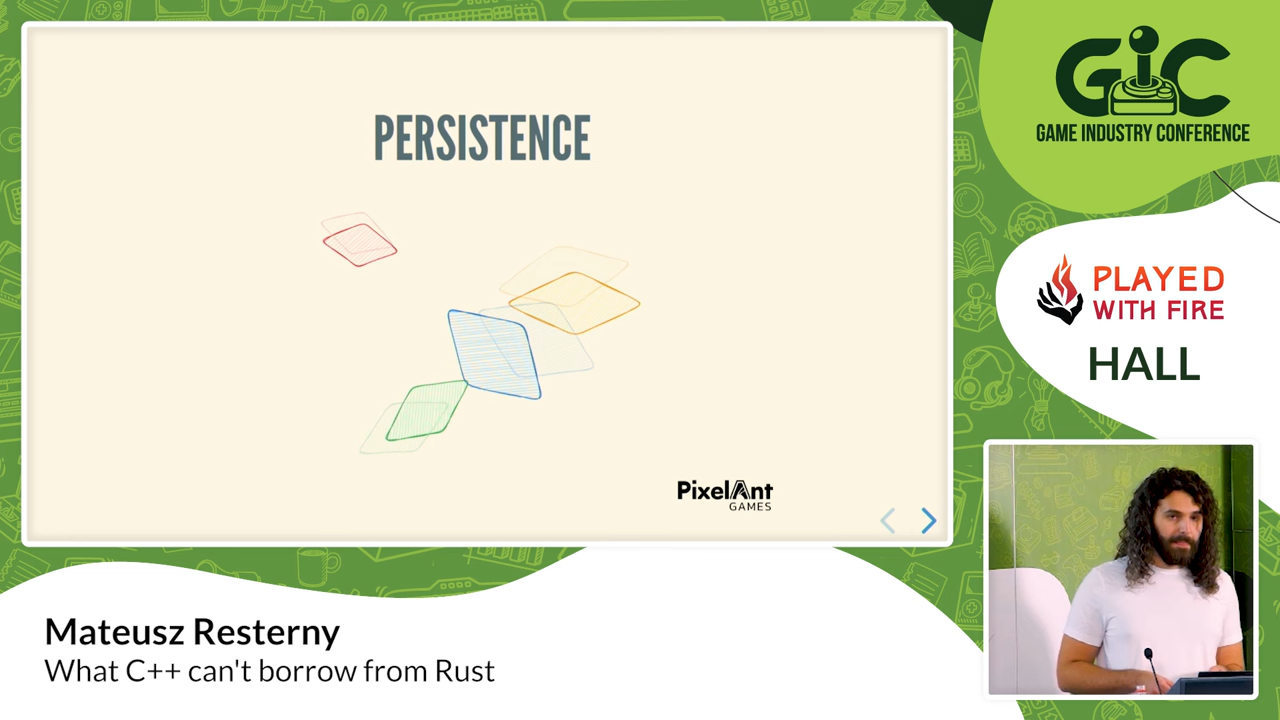 PERSISTENCE
PixelAnt
GAMES
GIC
GAME INDUSTRY CONFERENCE
PLAYED
WITH FIRE
HALL
Mateusz Resterny
What C++ can't borrow from Rust